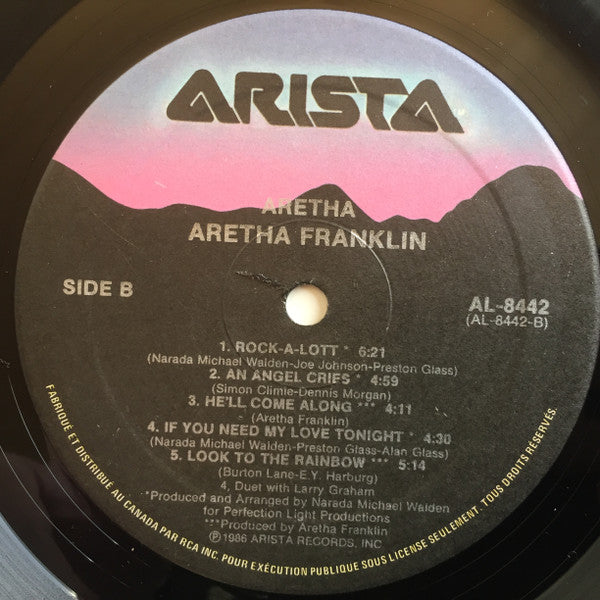 ARISTA
ARETHA
ARETHA FRANKLIN
SIDE B
AL-8442
(AL-8442-B)
1. ROCK-A-LOTT * 6:21
(Narada Michael Walden-Joe Johnson-Preston Glass)
2. AN ANGEL CRIES * 4:59
(Simon Climie-Dennis Morgan)
3. HE'LL COME ALONG *** 4:11
(Aretha Franklin)
4. IF YOU NEED MY LOVE TONIGHT * 4:30
(Narada Michael Walden-Preston Glass-Alan Glass)
5. LOOK TO THE RAINBOW *** 5:14
(Burton Lane-E.Y. Harburg)
4, Duet with Larry Graham
*Produced and Arranged by Narada Michael Walden
for Perfection Light Productions
***Produced by Aretha Franklin
Ⓟ1986 ARISTA RECORDS, INC
FABRIQUÉ ET DISTRIBUÉ AU CANADA PAR RCA INC. POUR EXÉCUTION PUBLIQUE SOUS LICENSE SEULEMENT. TOUS DROITS RÉSERVÉS.